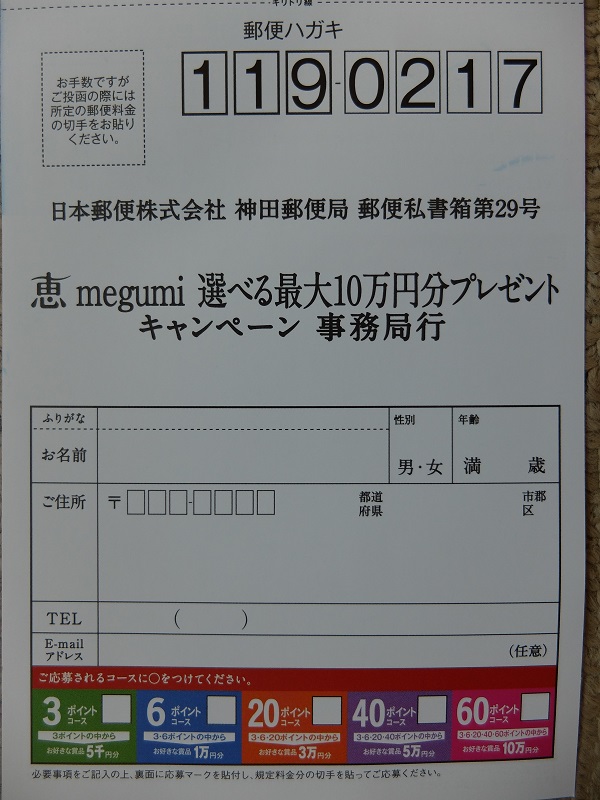 キリトリ線
郵便ハガキ
119-0217
お手数ですが
ご投函の際には
所定の郵便料金
の切手をお貼り
ください。
日本郵便株式会社 神田郵便局 郵便私書箱第29号
恵 megumi 選べる最大10万円分プレゼント
キャンペーン 事務局行
ふりがな
お名前
性別
男・女
年齢
満 歳
ご住所
〒 -
都道
府県
市郡
区
TEL ( )
E-mail
アドレス
(任意)
ご応募されるコースに○をつけてください。
3 ポイント
コース
3ポイントの中から
お好きな賞品 5千円分
6 ポイント
コース
3・6ポイントの中から
お好きな賞品 1万円分
20 ポイント
コース
3・6・20ポイントの中から
お好きな賞品 3万円分
40 ポイント
コース
3・6・20・40ポイントの中から
お好きな賞品 5万円分
60 ポイント
コース
3・6・20・40・60ポイントの中から
お好きな賞品 10万円分
必要事項をご記入の上、裏面に応募マークを貼付し、規定料金分の切手を貼ってご応募ください。